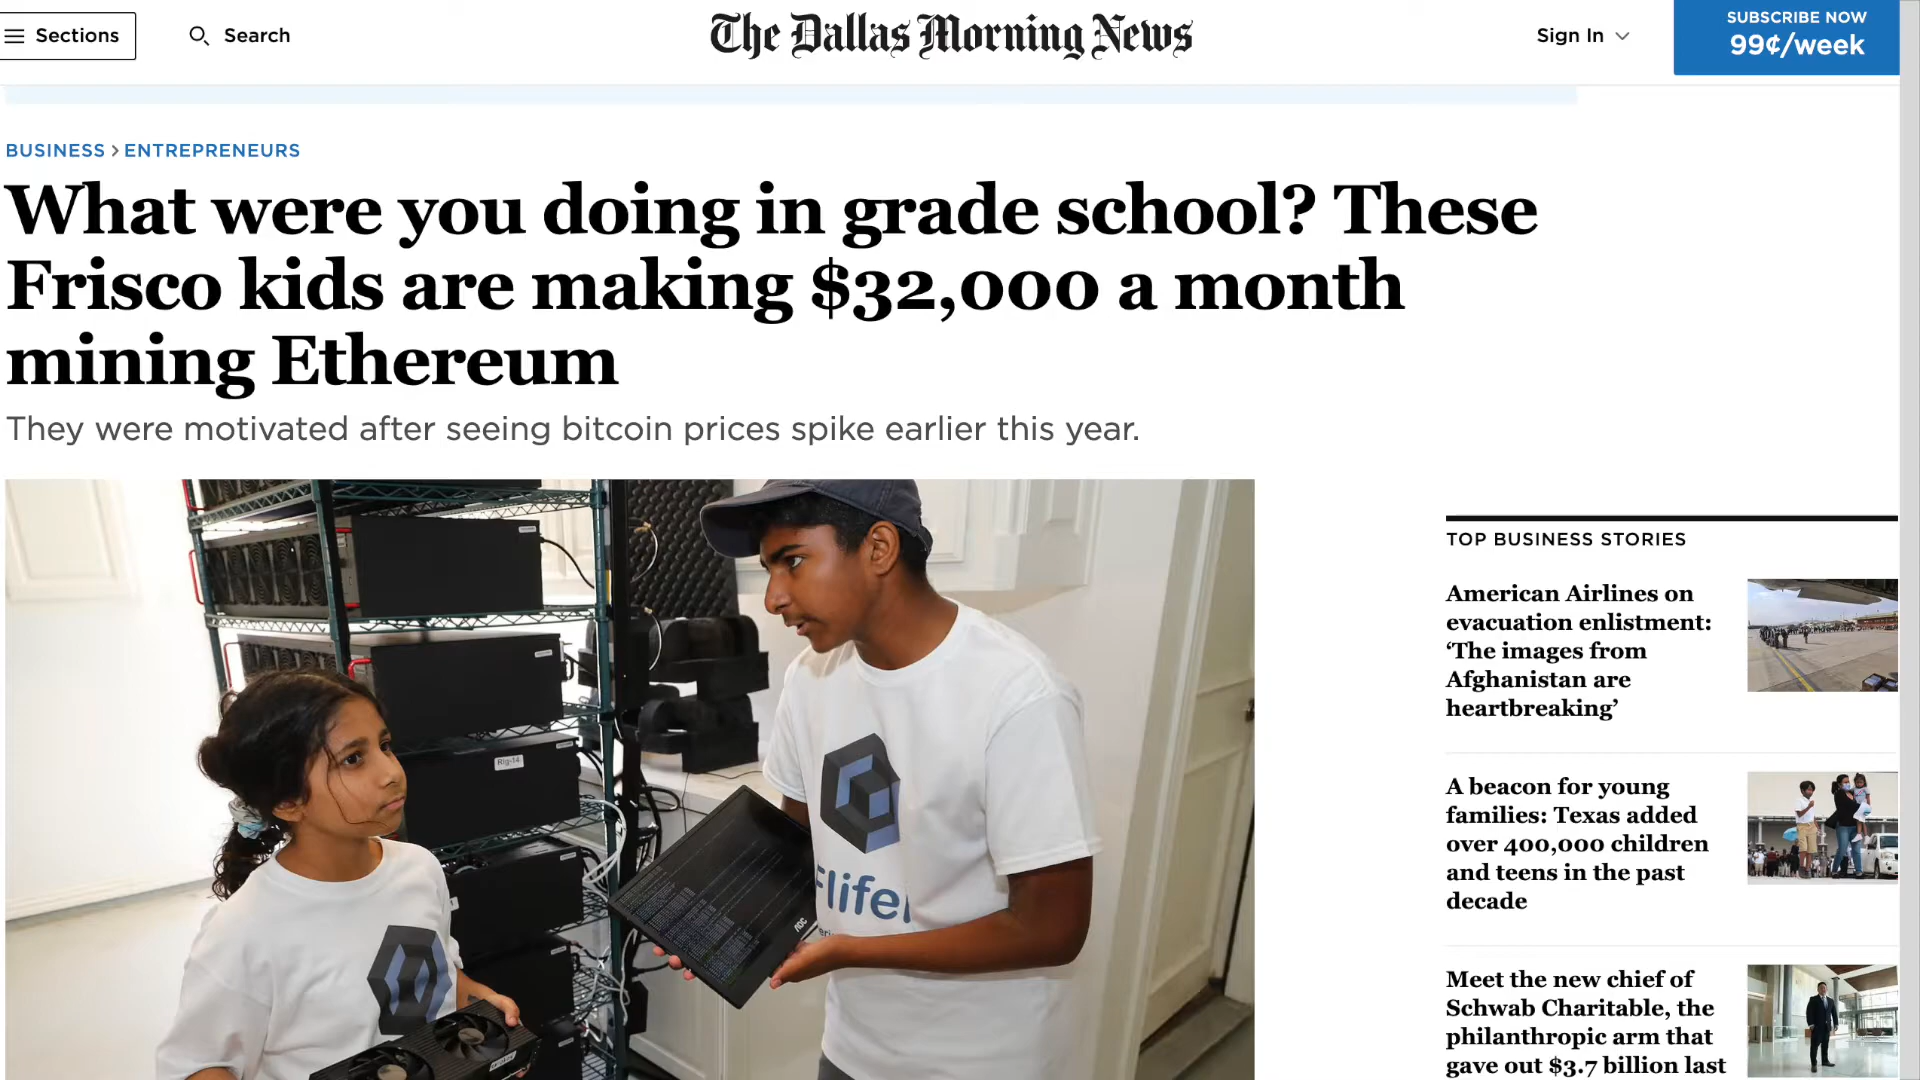 Sections
Search
The Dallas Morning News
Sign In
SUBSCRIBE NOW
99¢/week
BUSINESS > ENTREPRENEURS
What were you doing in grade school? These
Frisco kids are making $32,000 a month
mining Ethereum
They were motivated after seeing bitcoin prices spike earlier this year.
Rig-14
AOC
Flifer
TOP BUSINESS STORIES
American Airlines on
evacuation enlistment:
‘The images from
Afghanistan are
heartbreaking’
A beacon for young
families: Texas added
over 400,000 children
and teens in the past
decade
Meet the new chief of
Schwab Charitable, the
philanthropic arm that
gave out $3.7 billion last